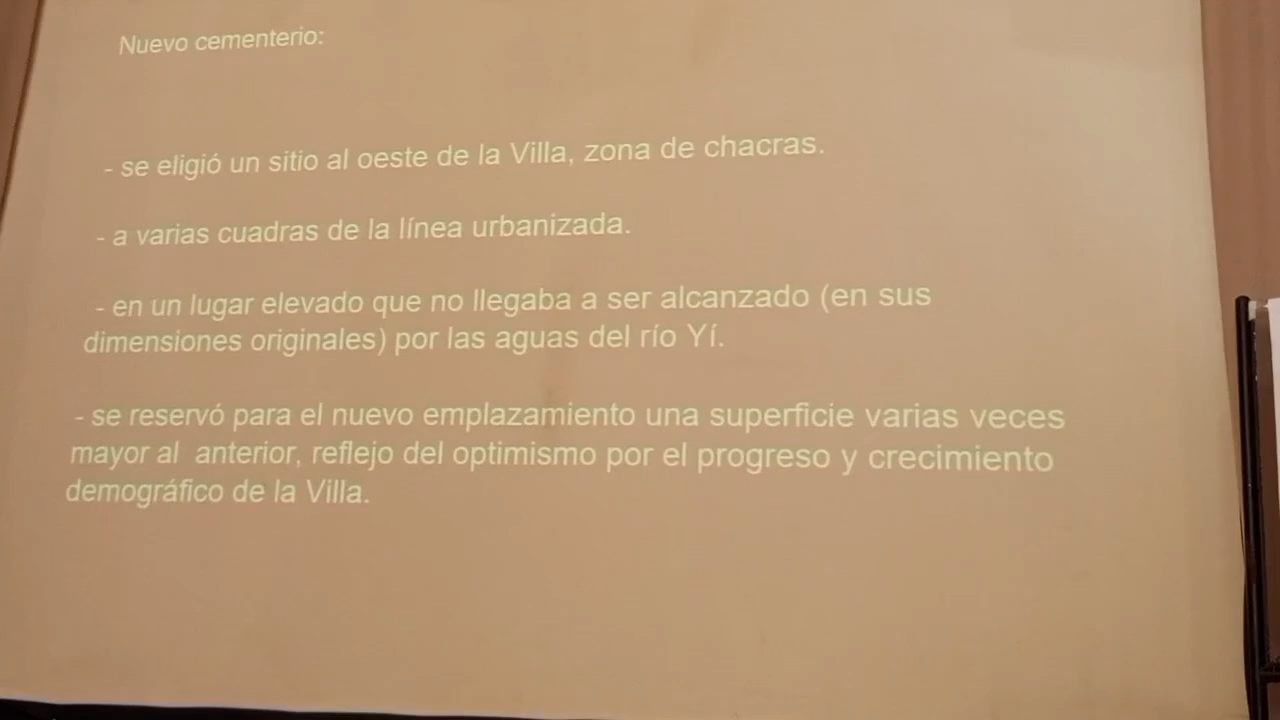 Nuevo cementerio:
- se eligió un sitio al oeste de la Villa, zona de chacras.
- a varias cuadras de la línea urbanizada.
- en un lugar elevado que no llegaba a ser alcanzado (en sus
dimensiones originales) por las aguas del río Yí.
- se reservó para el nuevo emplazamiento una superficie varias veces
mayor al anterior, reflejo del optimismo por el progreso y crecimiento
demográfico de la Villa.